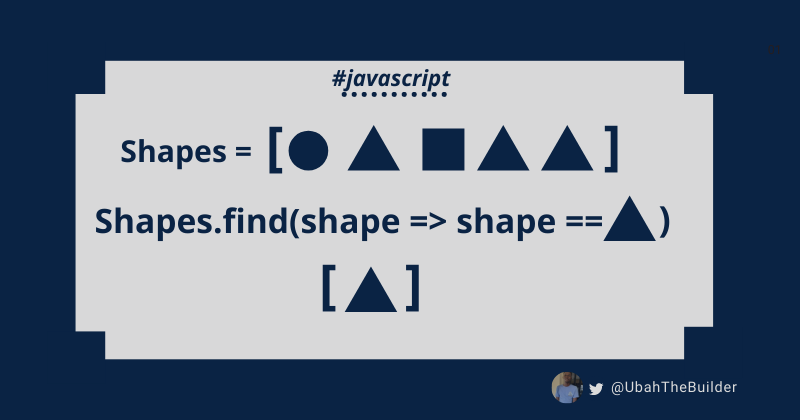 #javascript
Shapes = [● ▲ ■ ▲ ▲]
Shapes.find(shape => shape ==▲)
[▲]
@UbahTheBuilder